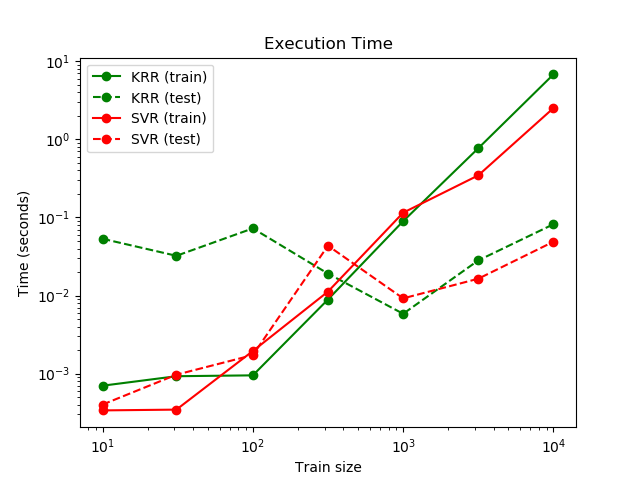 Execution Time
KRR (train)
KRR (test)
SVR (train)
SVR (test)
Time (seconds)
10¹
10⁰
10⁻¹
10⁻²
10⁻³
10¹
10²
10³
10⁴
Train size